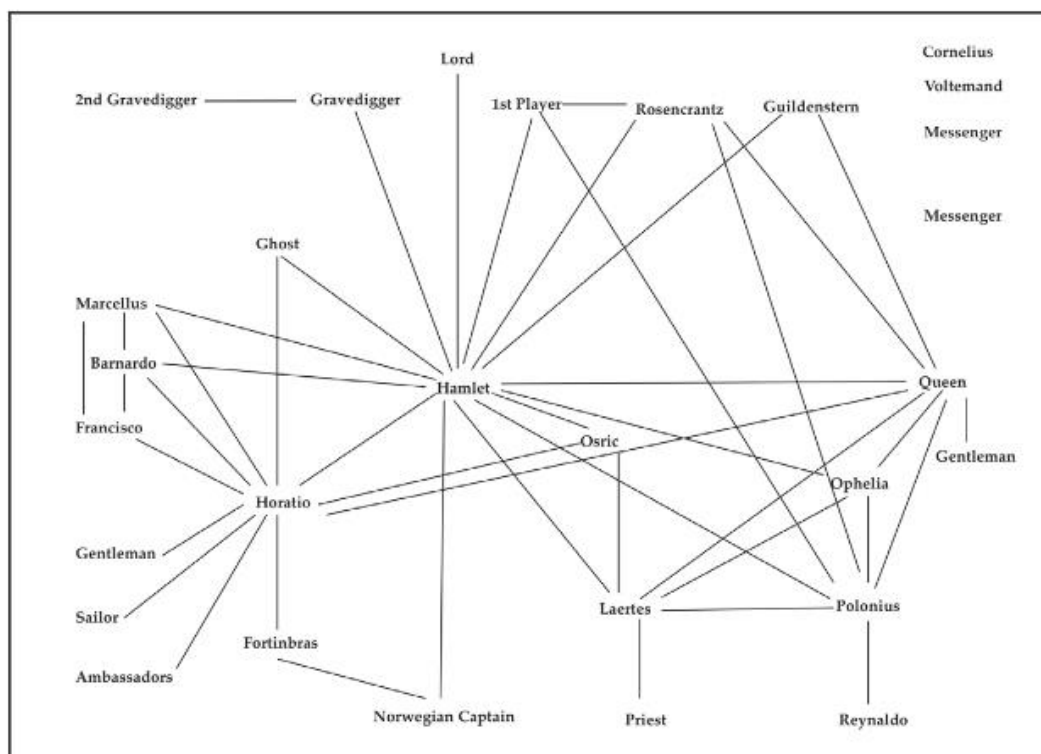 Lord
Cornelius
Voltemand
2nd Gravedigger
Gravedigger
1st Player
Rosencrantz
Guildenstern
Messenger
Messenger
Ghost
Marcellus
Barnardo
Hamlet
Queen
Francisco
Osric
Gentleman
Ophelia
Horatio
Gentleman
Sailor
Laertes
Polonius
Fortinbras
Ambassadors
Norwegian Captain
Priest
Reynaldo